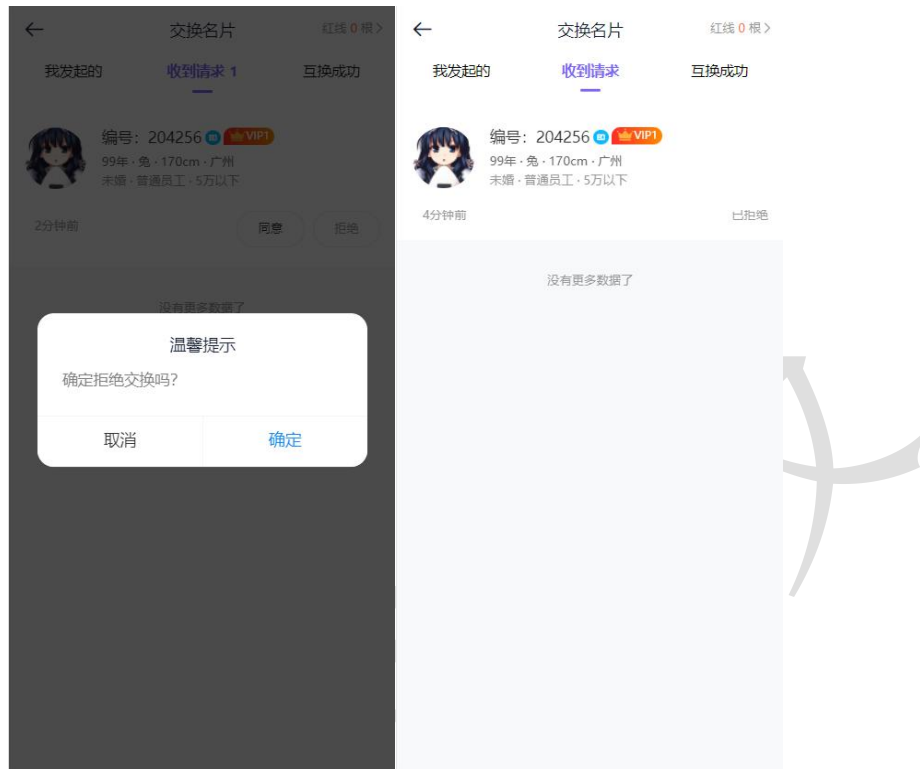 交换名片
红线 0 根
我发起的 收到请求 1 互换成功
编号：204256 VIP1
99年 · 兔 · 170cm · 广州
未婚 · 普通员工 · 5万以下
2分钟前 同意 拒绝
没有更多数据了
温馨提示
确定拒绝交换吗?
取消 确定
交换名片
红线 0 根
我发起的 收到请求 互换成功
编号：204256 VIP1
99年 · 兔 · 170cm · 广州
未婚 · 普通员工 · 5万以下
4分钟前 已拒绝
没有更多数据了